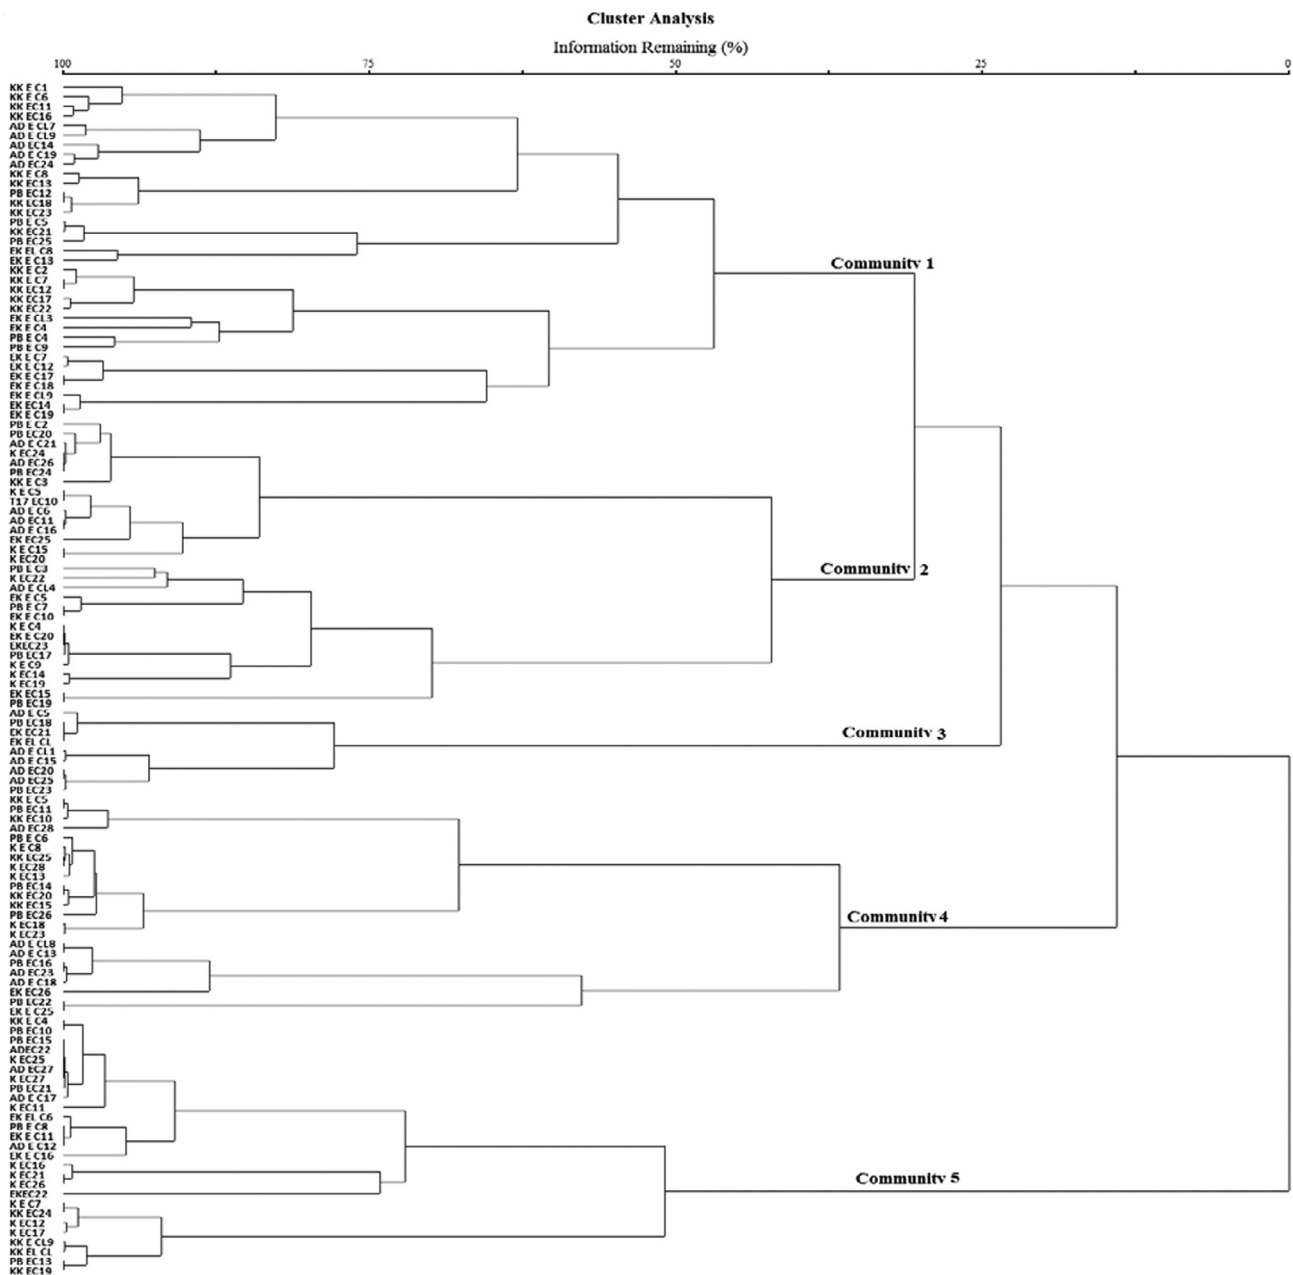 Cluster Analysis
Information Remaining (%)
100 75 50 25 0
KK E C1
KK E C6
KK EC11
KK EC16
AD E CL7
AD E CL9
AD EC14
AD E C19
AD EC24
KK E C8
KK EC13
PB EC12
KK EC18
KK EC23
PB E C5
KK EC21
PB EC25
EK EL C8
EK E C13
KK E C2
KK E C7
KK EC12
KK EC17
KK EC22
EK E CL3
EK E C4
PB E C4
PB E C9
EK E C7
EK E C12
EK E C17
EK E C18
EK E CL9
EK EC14
EK E C19
PB E C2
PB EC20
AD E C21
K EC24
AD EC26
PB EC24
KK E C3
K E C5
T17 EC10
AD E C6
AD EC11
AD E C16
EK EC25
K E C15
K EC20
PB E C3
K EC22
AD E CL4
EK E C5
PB E C7
EK E C10
K E C4
EK E C20
EKEC23
PB EC17
K E C9
K EC14
K EC19
EK EC15
PB EC19
AD E C5
PB EC18
EK EC21
EK EL CL
AD E CL1
AD E C15
AD EC20
AD EC25
PB EC23
KK E C5
PB EC11
KK EC10
AD EC28
PB E C6
K E C8
KK EC25
K EC28
K EC13
PB EC14
KK EC20
KK EC15
PB EC26
K EC18
K EC23
AD E CL8
AD E C13
PB EC16
AD EC23
AD E C18
EK EC26
PB EC22
EK E C25
KK E C4
PB EC10
PB EC15
ADEC22
K EC25
AD EC27
K EC27
PB EC21
AD E C17
K EC11
EK EL C6
PB E C8
EK E C11
AD E C12
EK E C16
K EC16
K EC21
K EC26
EKEC22
K E C7
KK EC24
K EC12
K EC17
KK E CL9
KK EL CL
PB EC13
KK EC19
Community 1
Community 2
Community 3
Community 4
Community 5